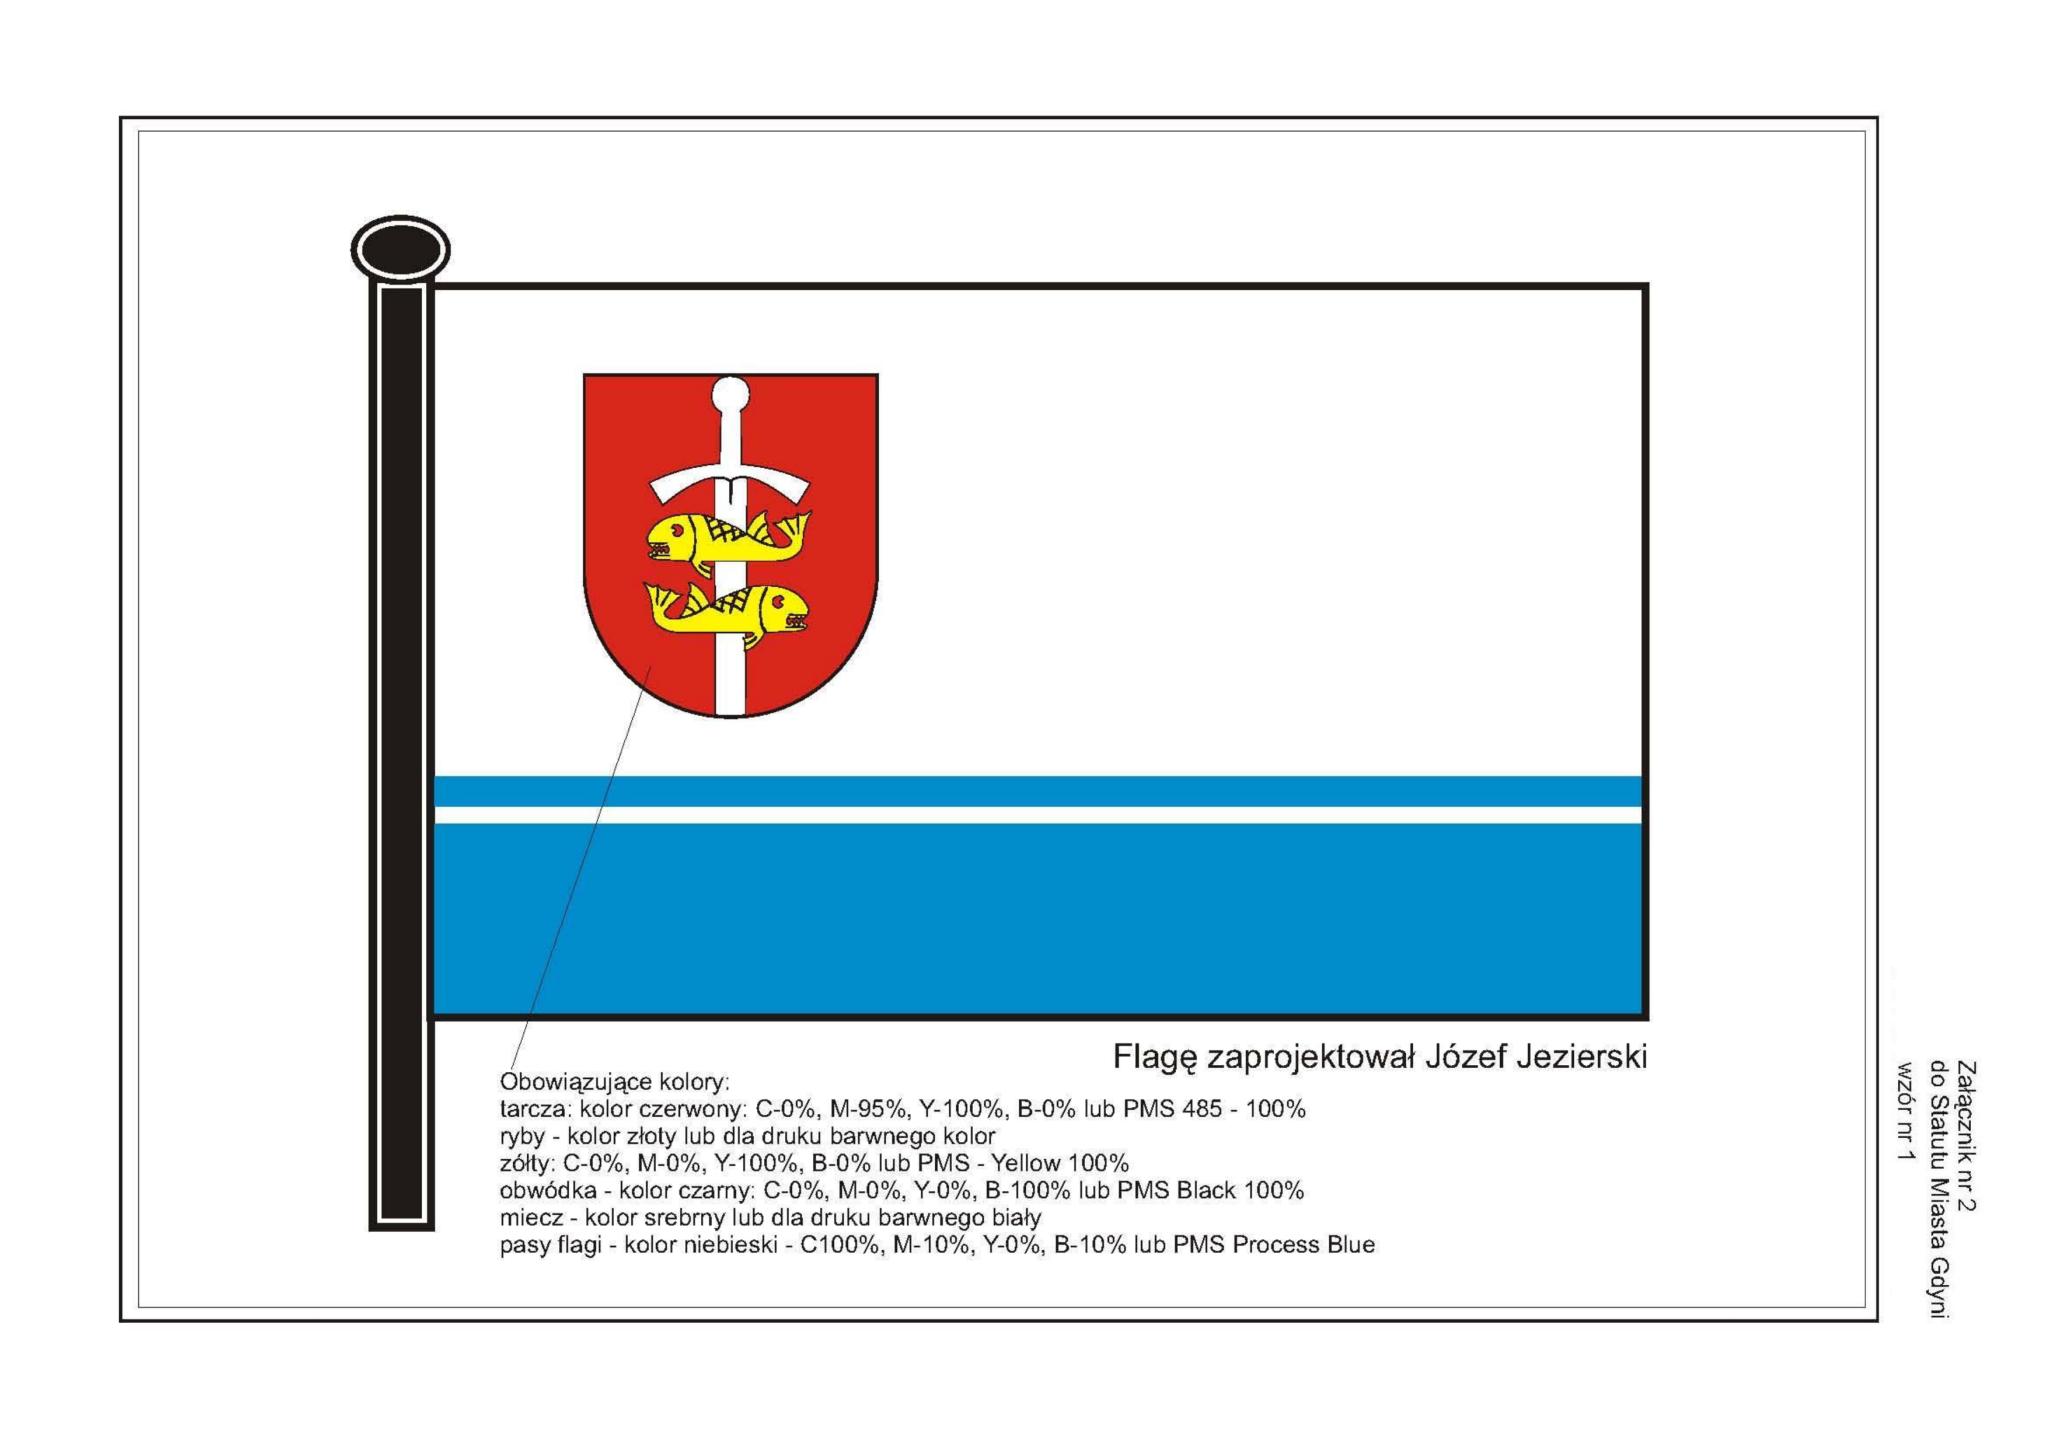 Flagę zaprojektował Józef Jezierski
Obowiązujące kolory:
tarcza: kolor czerwony: C-0%, M-95%, Y-100%, B-0% lub PMS 485 - 100%
ryby - kolor złoty lub dla druku barwnego kolor
zółty: C-0%, M-0%, Y-100%, B-0% lub PMS - Yellow 100%
obwódka - kolor czarny: C-0%, M-0%, Y-0%, B-100% lub PMS Black 100%
miecz - kolor srebrny lub dla druku barwnego biały
pasy flagi - kolor niebieski - C100%, M-10%, Y-0%, B-10% lub PMS Process Blue
Załącznik nr 2
do Statutu Miasta Gdyni
wzór nr 1